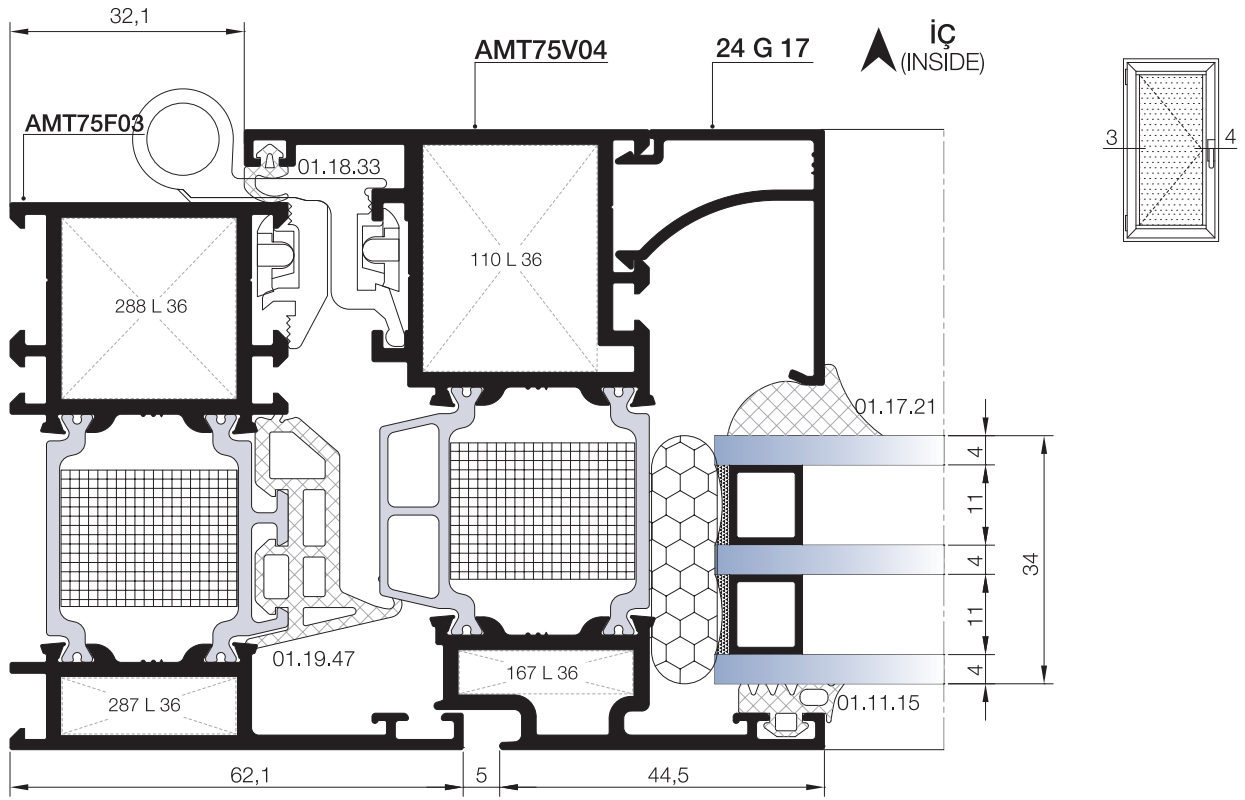 32,1
AMT75V04
24 G 17
İÇ
(INSIDE)
AMT75F03
3
4
01.18.33
110 L 36
288 L 36
01.17.21
4
11
4
34
11
4
01.19.47
167 L 36
287 L 36
01.11.15
62,1
5
44,5